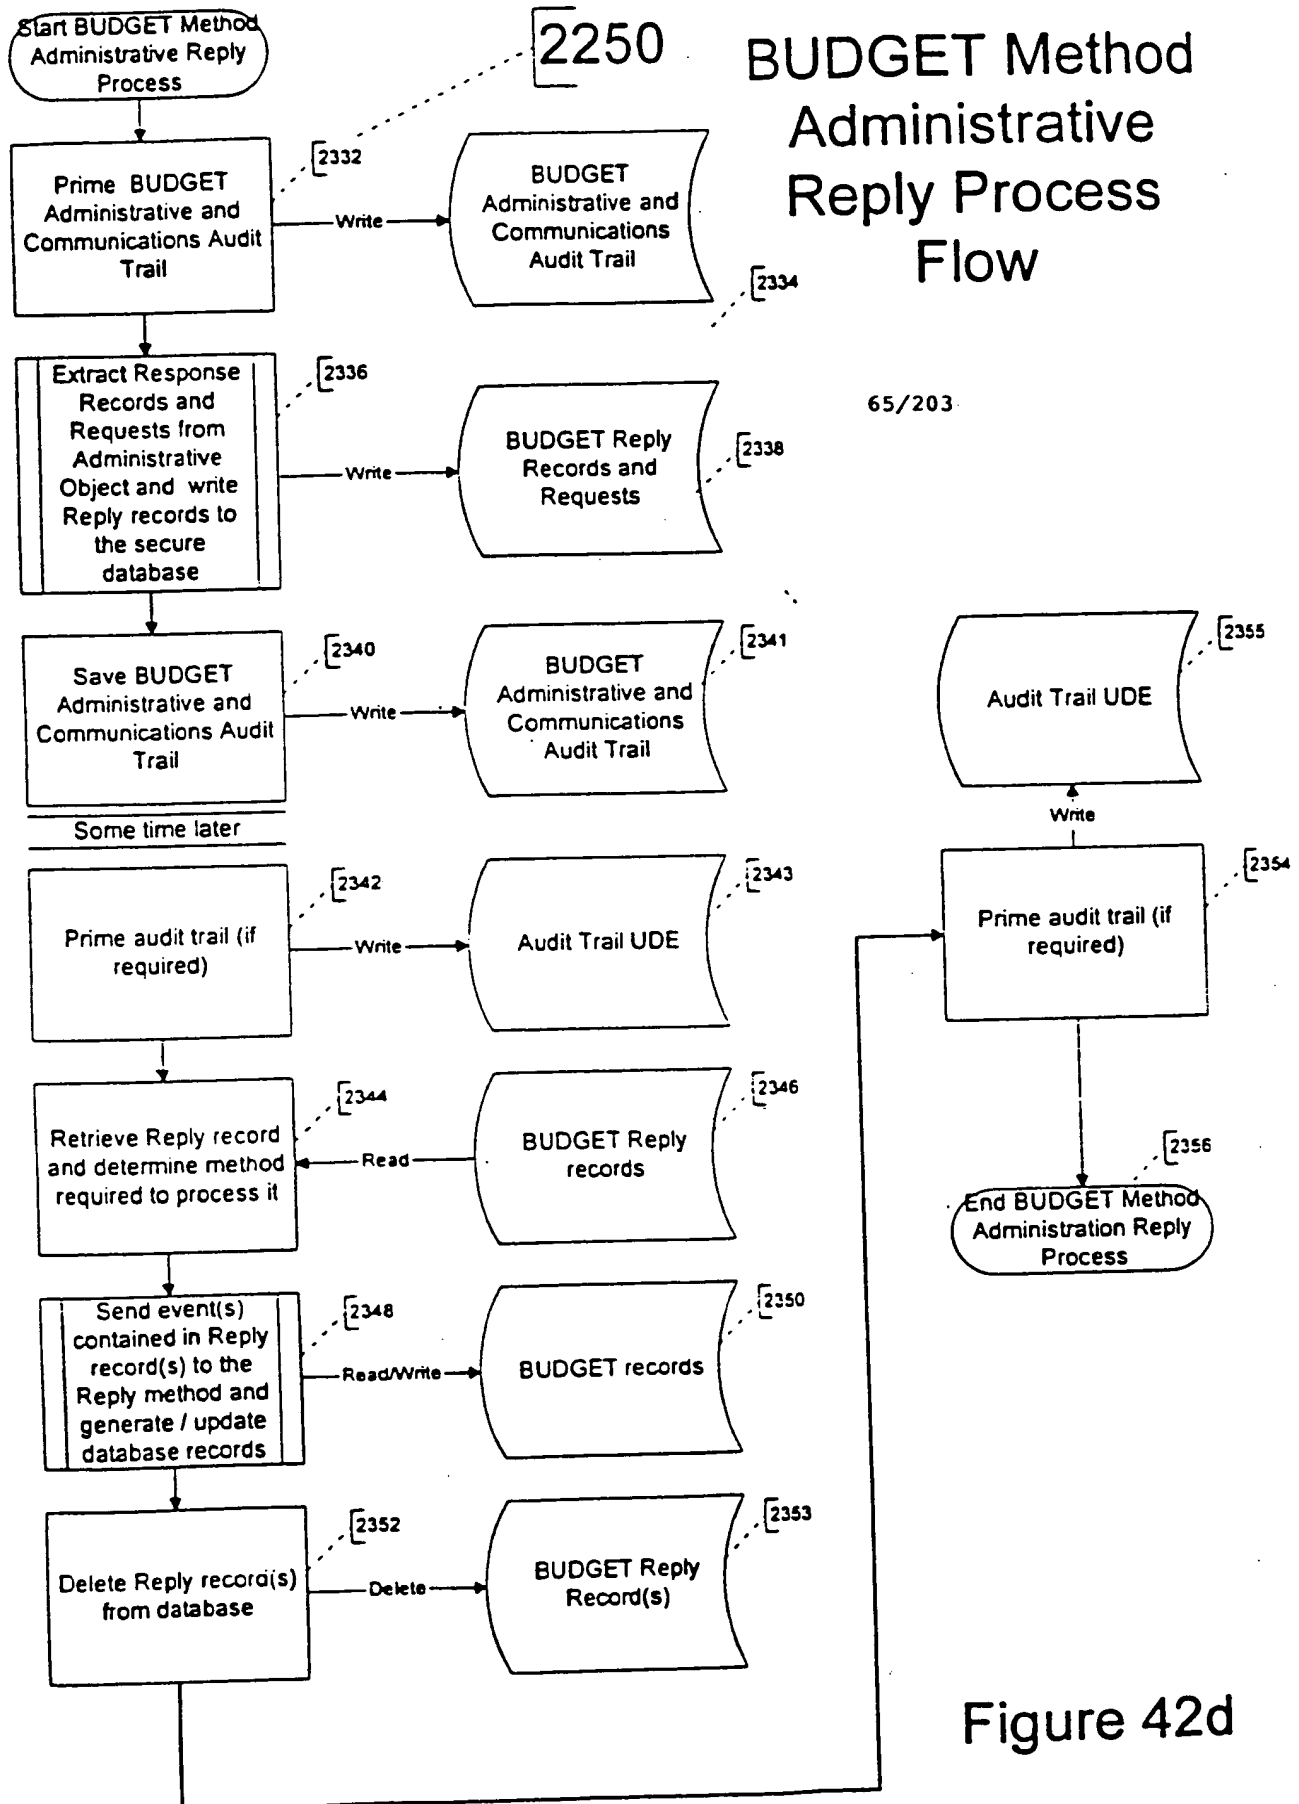 Start BUDGET Method
Administrative Reply
Process
2250
BUDGET Method
Administrative
Reply Process
Flow
2332
Prime BUDGET
Administrative and
Communications Audit
Trail
Write
BUDGET
Administrative and
Communications
Audit Trail
2334
65/203
2336
Extract Response
Records and
Requests from
Administrative
Object and write
Reply records to
the secure
database
Write
BUDGET Reply
Records and
Requests
2338
2340
Save BUDGET
Administrative and
Communications Audit
Trail
Write
BUDGET
Administrative and
Communications
Audit Trail
2341
Some time later
2342
Prime audit trail (if
required)
Write
Audit Trail UDE
2343
2344
Retrieve Reply record
and determine method
required to process it
Read
BUDGET Reply
records
2346
2348
Send event(s)
contained in Reply
record(s) to the
Reply method and
generate / update
database records
Read/Write
BUDGET records
2350
2352
Delete Reply record(s)
from database
Delete
BUDGET Reply
Record(s)
2353
2355
Audit Trail UDE
Write
2354
Prime audit trail (if
required)
2356
End BUDGET Method
Administration Reply
Process
Figure 42d